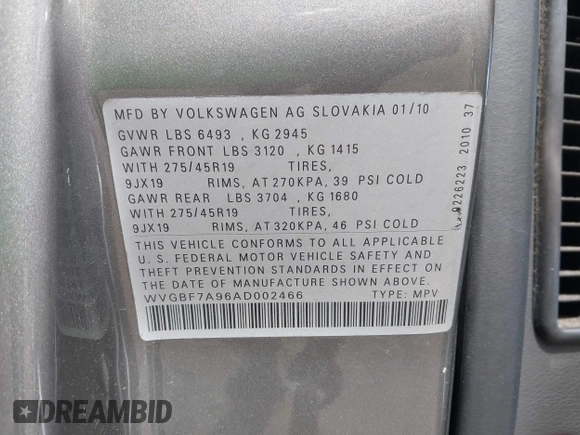 MFD BY VOLKSWAGEN AG SLOVAKIA 01/10
GVWR LBS 6493 , KG 2945
GAWR FRONT LBS 3120 , KG 1415
WITH 275/45R19 TIRES,
9JX19 RIMS, AT 270KPA, 39 PSI COLD
GAWR REAR LBS 3704 , KG 1680
WITH 275/45R19 TIRES,
9JX19 RIMS, AT 320KPA, 46 PSI COLD
THIS VEHICLE CONFORMS TO ALL APPLICABLE
U. S. FEDERAL MOTOR VEHICLE SAFETY AND
THEFT PREVENTION STANDARDS IN EFFECT ON
THE DATE OF MANUFACTURE SHOWN ABOVE.
WVGBF7A96AD002466 TYPE: MPV
9226223 2010 37
DREAMBID